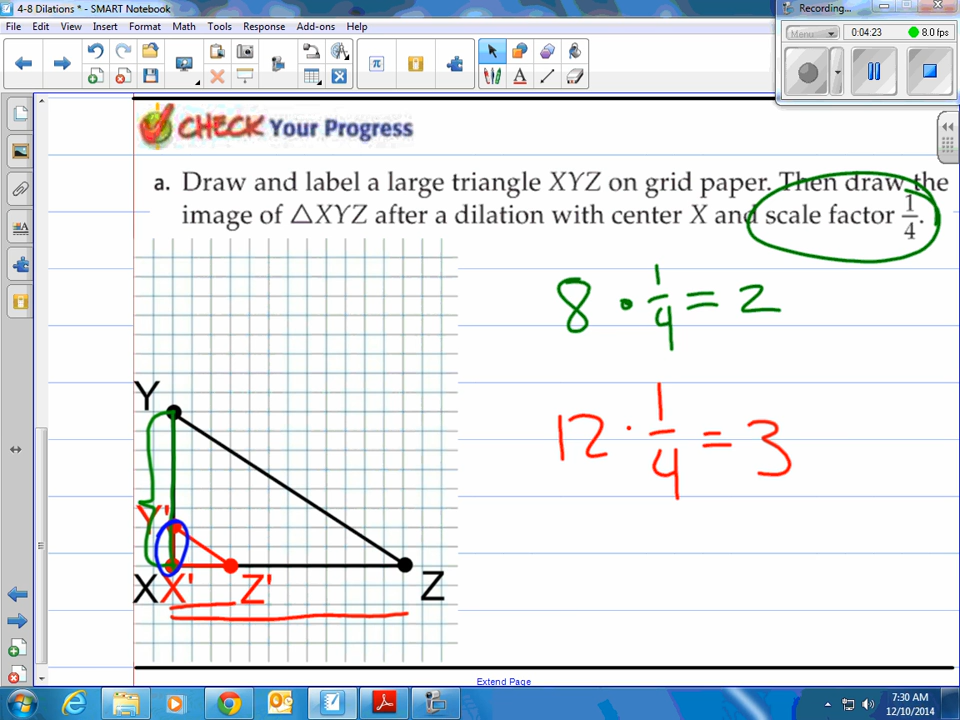 4-8 Dilations * - SMART Notebook
Recording...
File Edit View Insert Format Math Tools Response Add-ons Help
Menu 0:04:23 8.0 fps
CHECK Your Progress
a. Draw and label a large triangle XYZ on grid paper. Then draw the
image of △XYZ after a dilation with center X and scale factor 1/4.
8 · 1/4 = 2
12 · 1/4 = 3
Y
Y'
X X' Z' Z
Extend Page
7:30 AM
12/10/2014